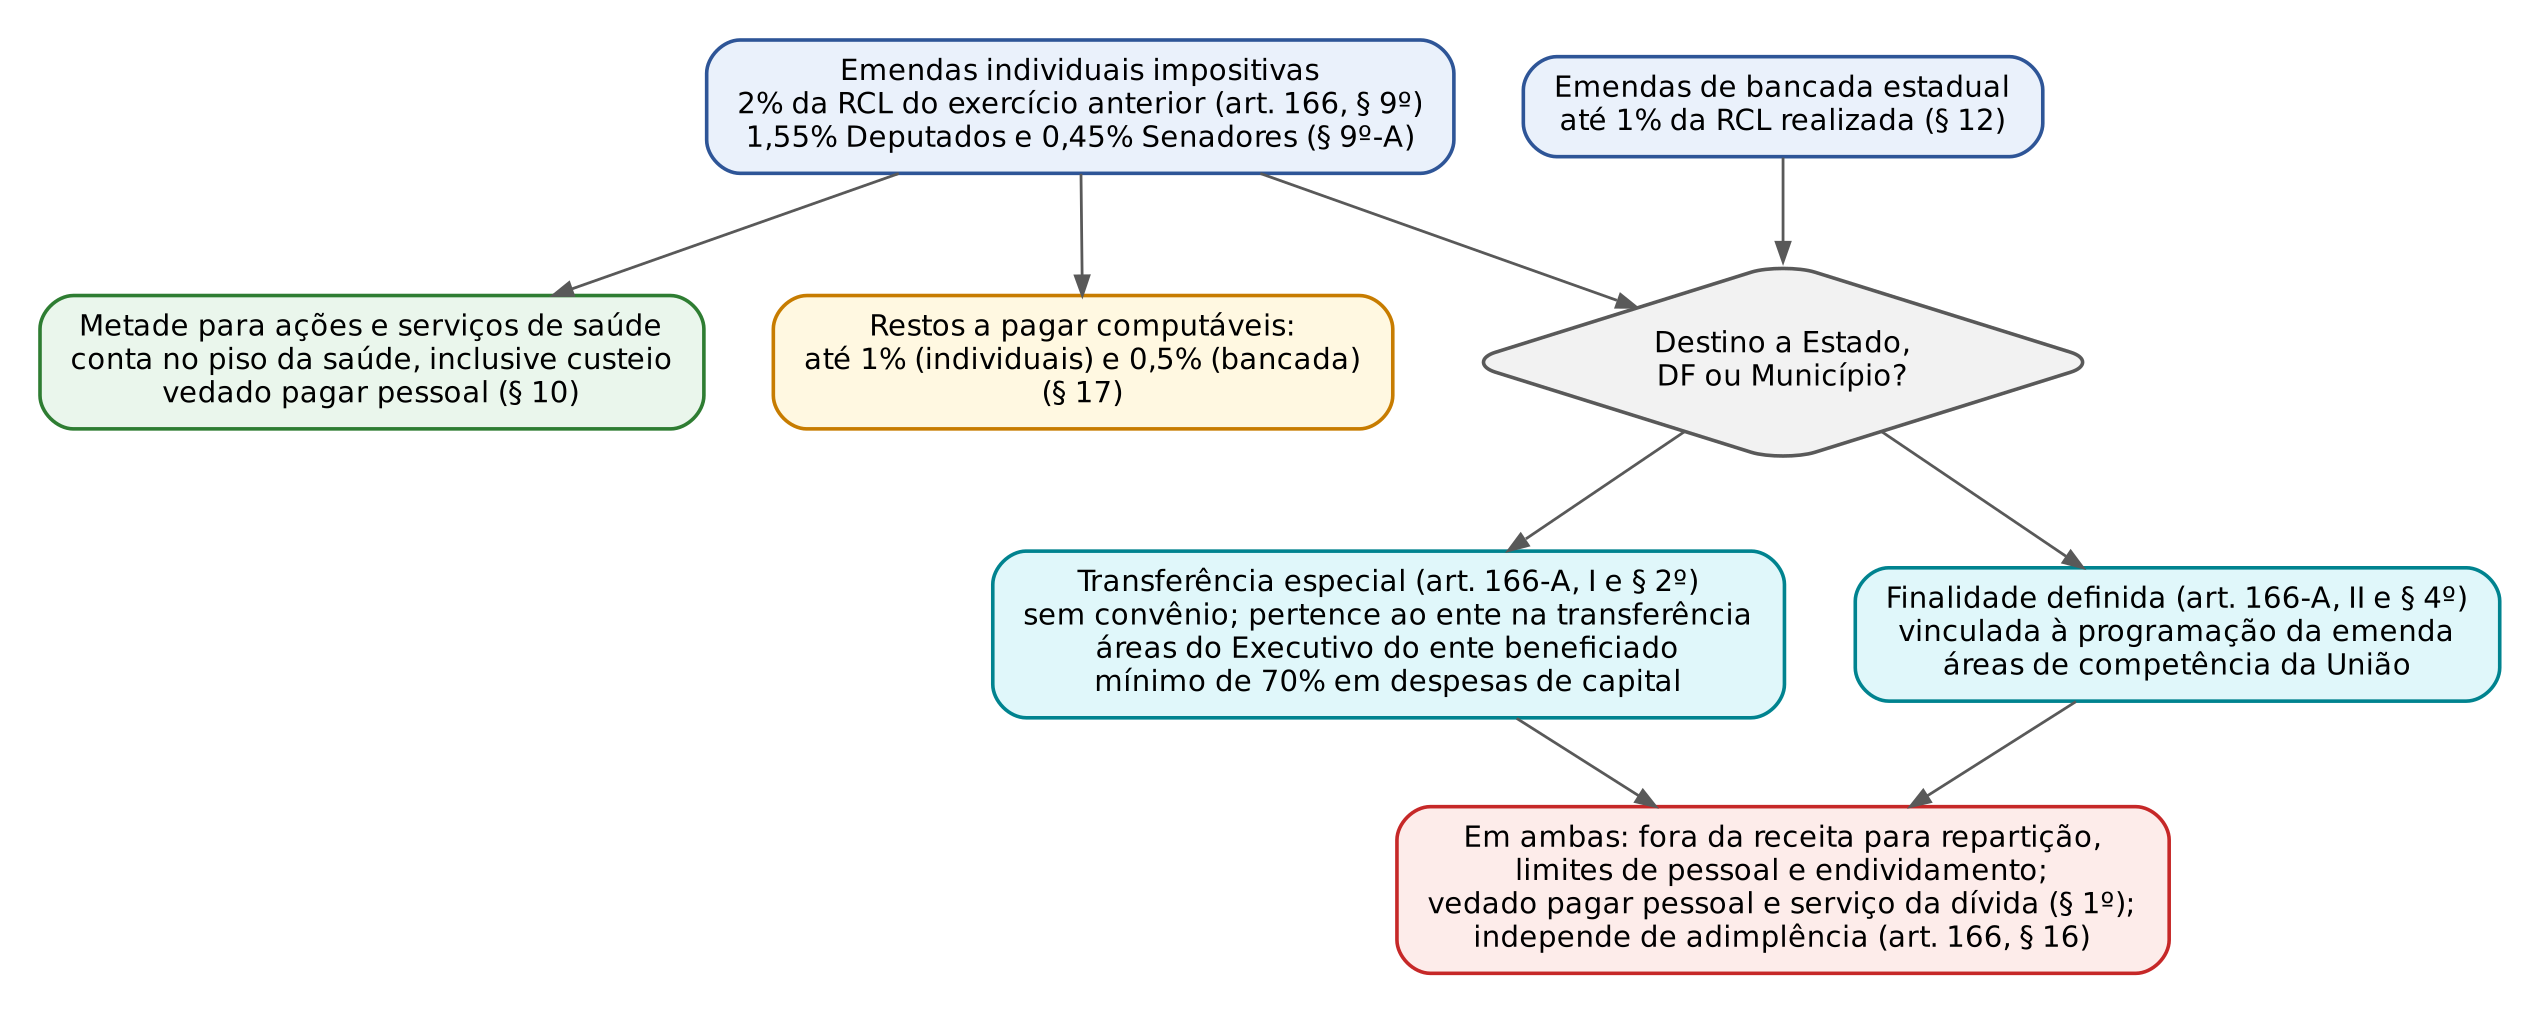 Emendas individuais impositivas
2% da RCL do exercício anterior (art. 166, § 9º)
1,55% Deputados e 0,45% Senadores (§ 9º-A)
Emendas de bancada estadual
até 1% da RCL realizada (§ 12)
Metade para ações e serviços de saúde
conta no piso da saúde, inclusive custeio
vedado pagar pessoal (§ 10)
Restos a pagar computáveis:
até 1% (individuais) e 0,5% (bancada)
(§ 17)
Destino a Estado,
DF ou Município?
Transferência especial (art. 166-A, I e § 2º)
sem convênio; pertence ao ente na transferência
áreas do Executivo do ente beneficiado
mínimo de 70% em despesas de capital
Finalidade definida (art. 166-A, II e § 4º)
vinculada à programação da emenda
áreas de competência da União
Em ambas: fora da receita para repartição,
limites de pessoal e endividamento;
vedado pagar pessoal e serviço da dívida (§ 1º);
independe de adimplência (art. 166, § 16)